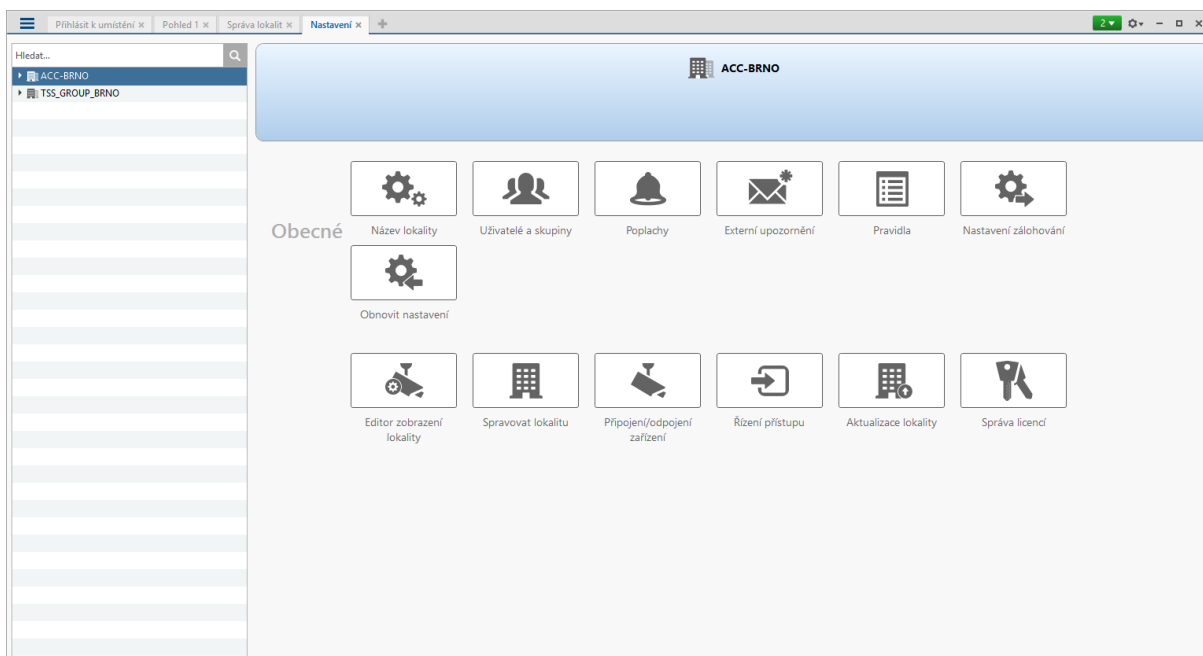 Přihlásit k umístění × Pohled 1 × Správa lokalit × Nastavení × +
2
Hledat...
ACC-BRNO
TSS_GROUP_BRNO
ACC-BRNO
Obecné
Název lokality
Uživatelé a skupiny
Poplachy
Externí upozornění
Pravidla
Nastavení zálohování
Obnovit nastavení
Editor zobrazení
lokality
Spravovat lokalitu
Připojení/odpojení
zařízení
Řízení přístupu
Aktualizace lokality
Správa licencí